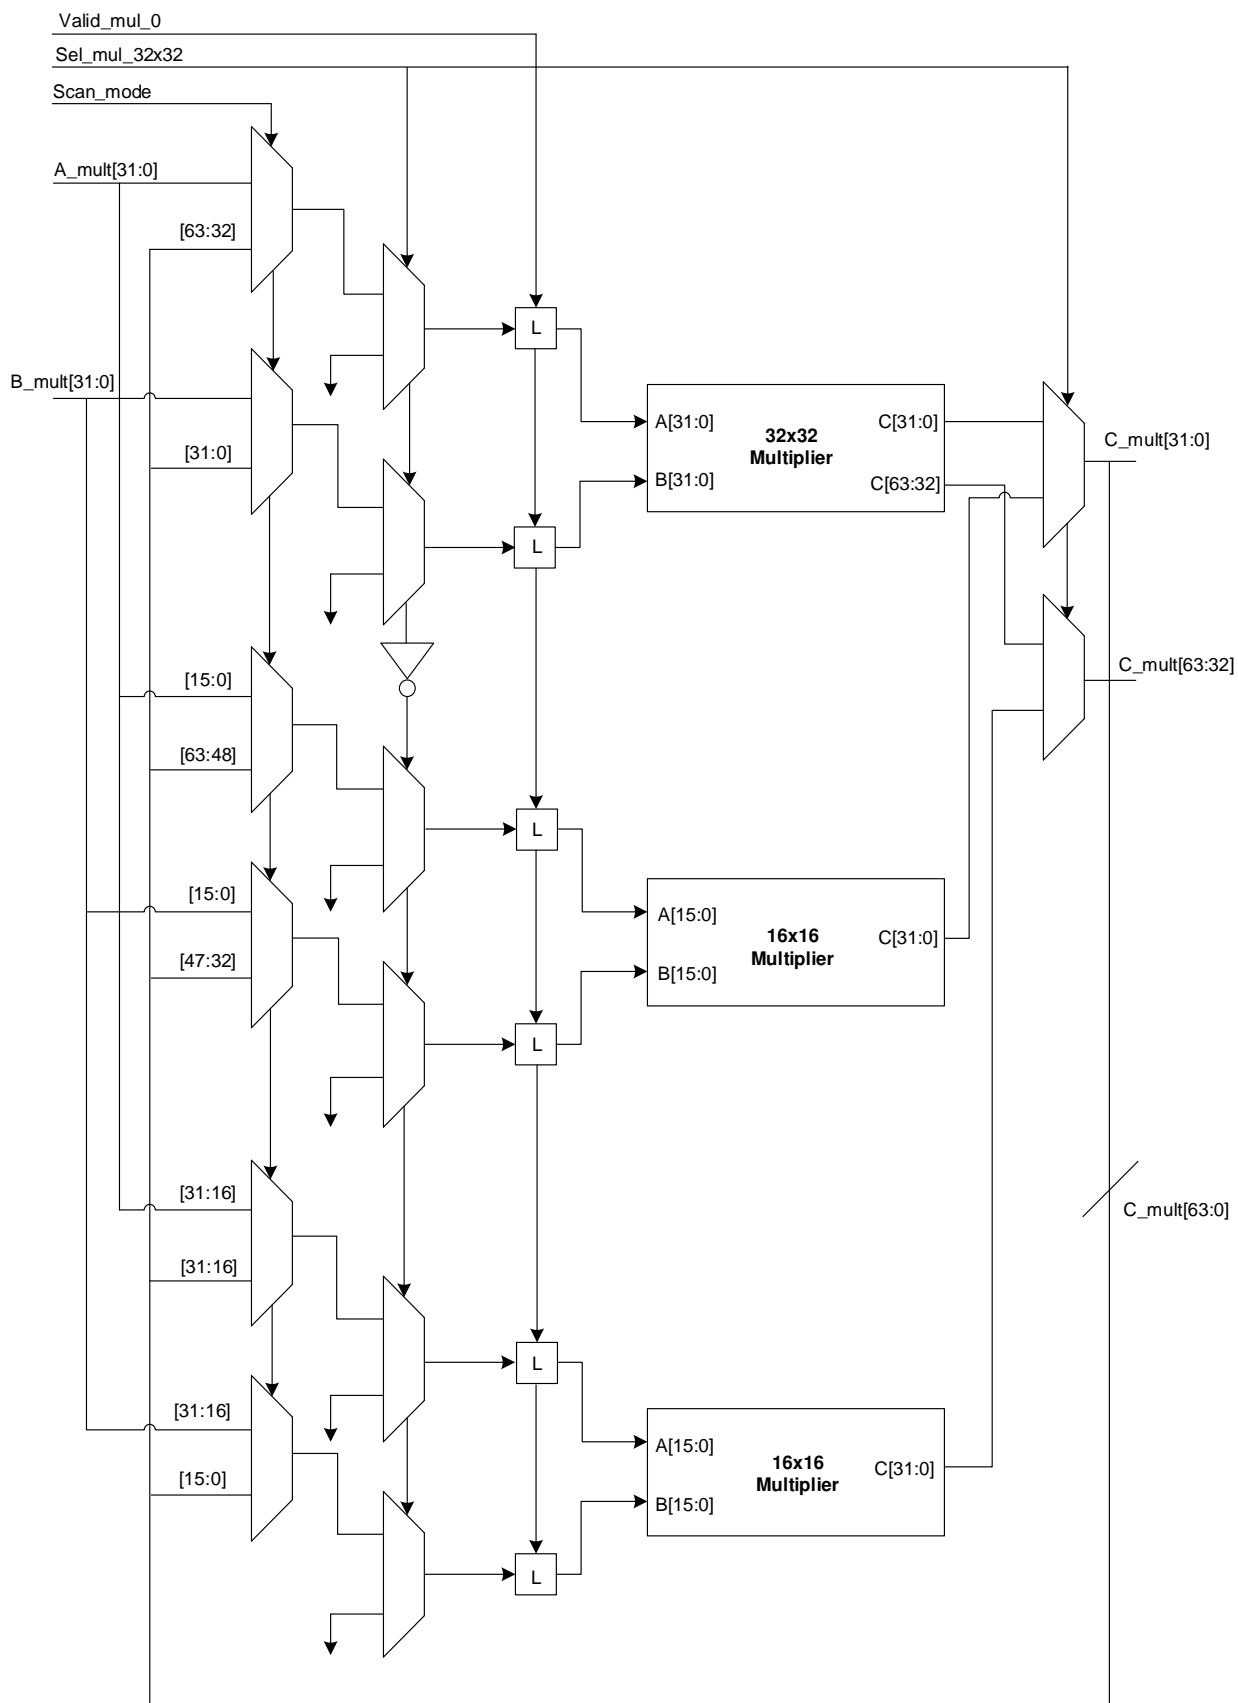 Valid_mul_0
Sel_mul_32x32
Scan_mode
A_mult[31:0]
[63:32]
L
B_mult[31:0]
[31:0]
A[31:0]
C[31:0]
32x32
Multiplier
B[31:0]
C[63:32]
C_mult[31:0]
L
[15:0]
C_mult[63:32]
[63:48]
L
[15:0]
A[15:0]
16x16
Multiplier
C[31:0]
[47:32]
B[15:0]
L
[31:16]
C_mult[63:0]
[31:16]
L
[31:16]
A[15:0]
16x16
Multiplier
C[31:0]
[15:0]
B[15:0]
L